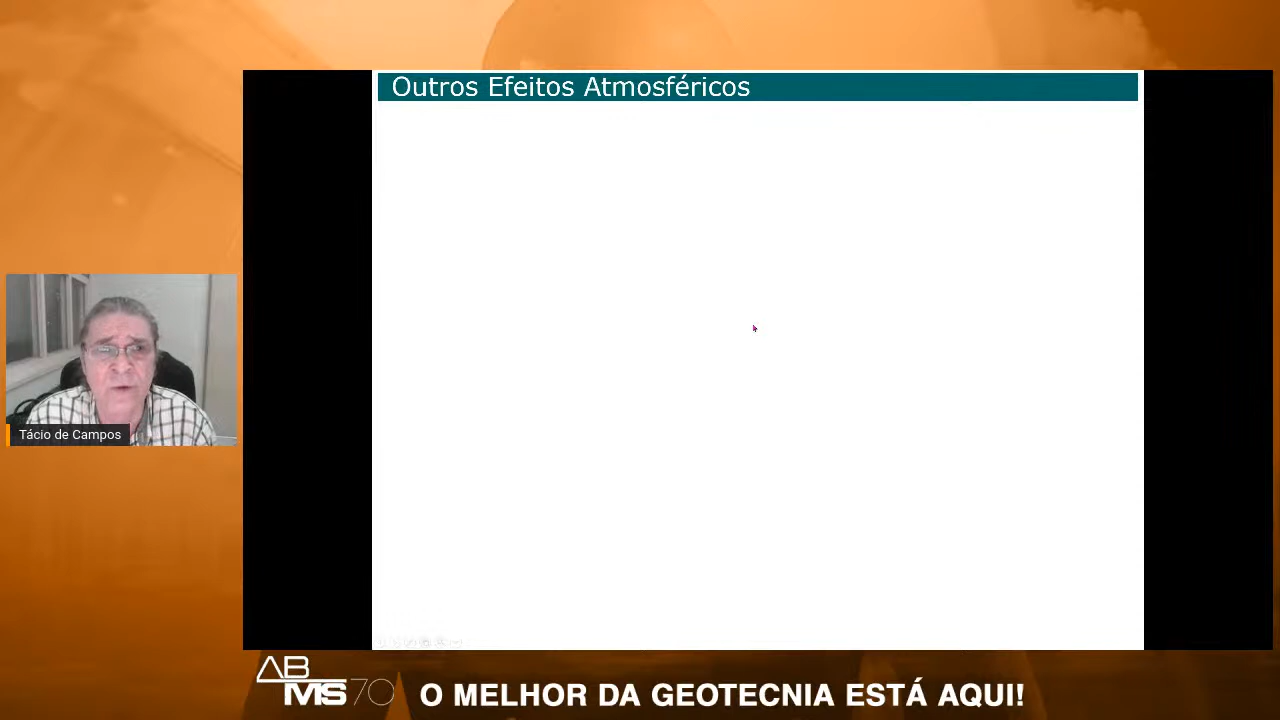 Outros Efeitos Atmosféricos
Tácio de Campos
ABMS70
O MELHOR DA GEOTECNIA ESTÁ AQUI!